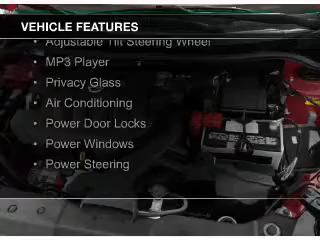 VEHICLE FEATURES
• Adjustable Tilt Steering Wheel
• MP3 Player
• Privacy Glass
• Air Conditioning
• Power Door Locks
• Power Windows
• Power Steering